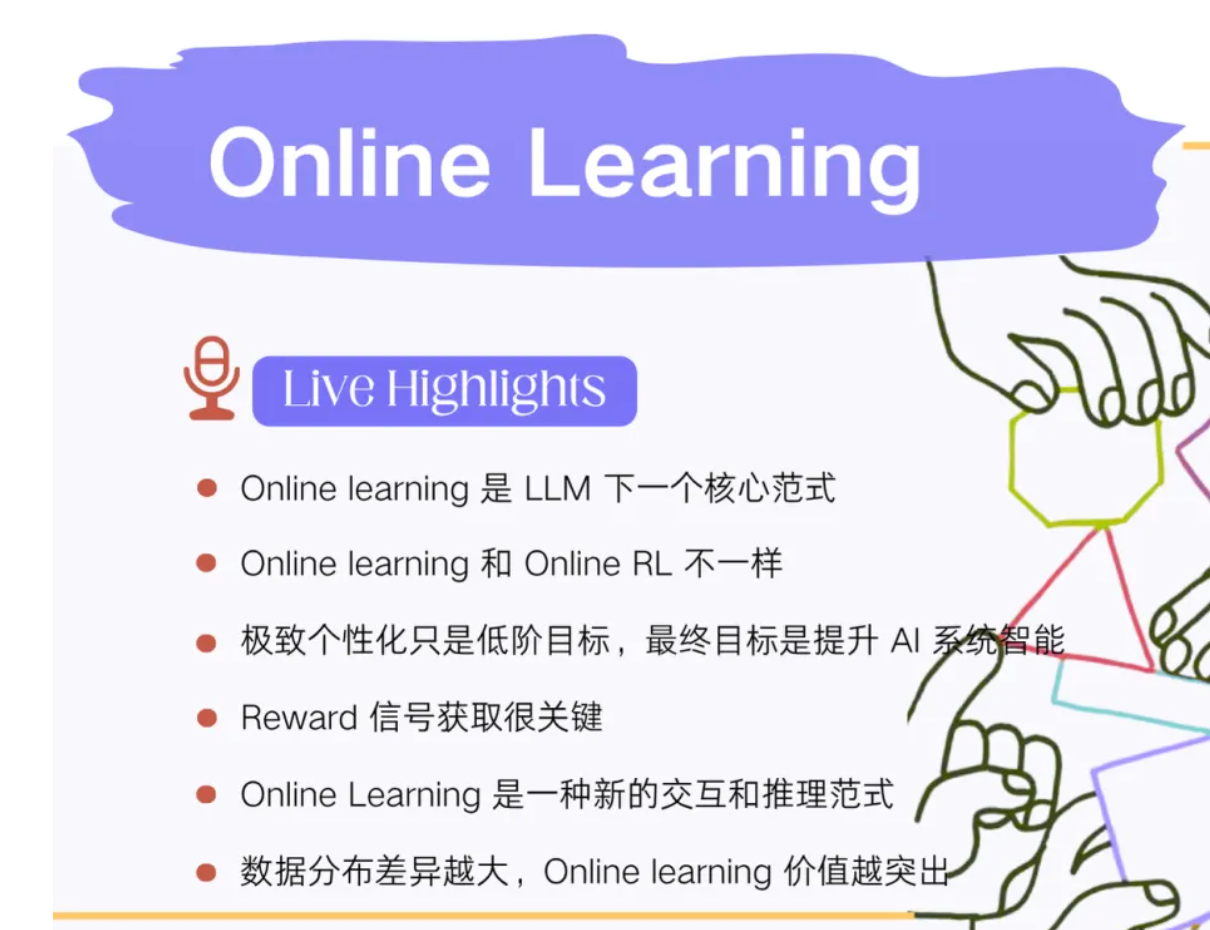 Online Learning
Live Highlights
Online learning 是 LLM 下一个核心范式
Online learning 和 Online RL 不一样
极致个性化只是低阶目标，最终目标是提升 AI 系统智能
Reward 信号获取很关键
Online Learning 是一种新的交互和推理范式
数据分布差异越大，Online learning 价值越突出